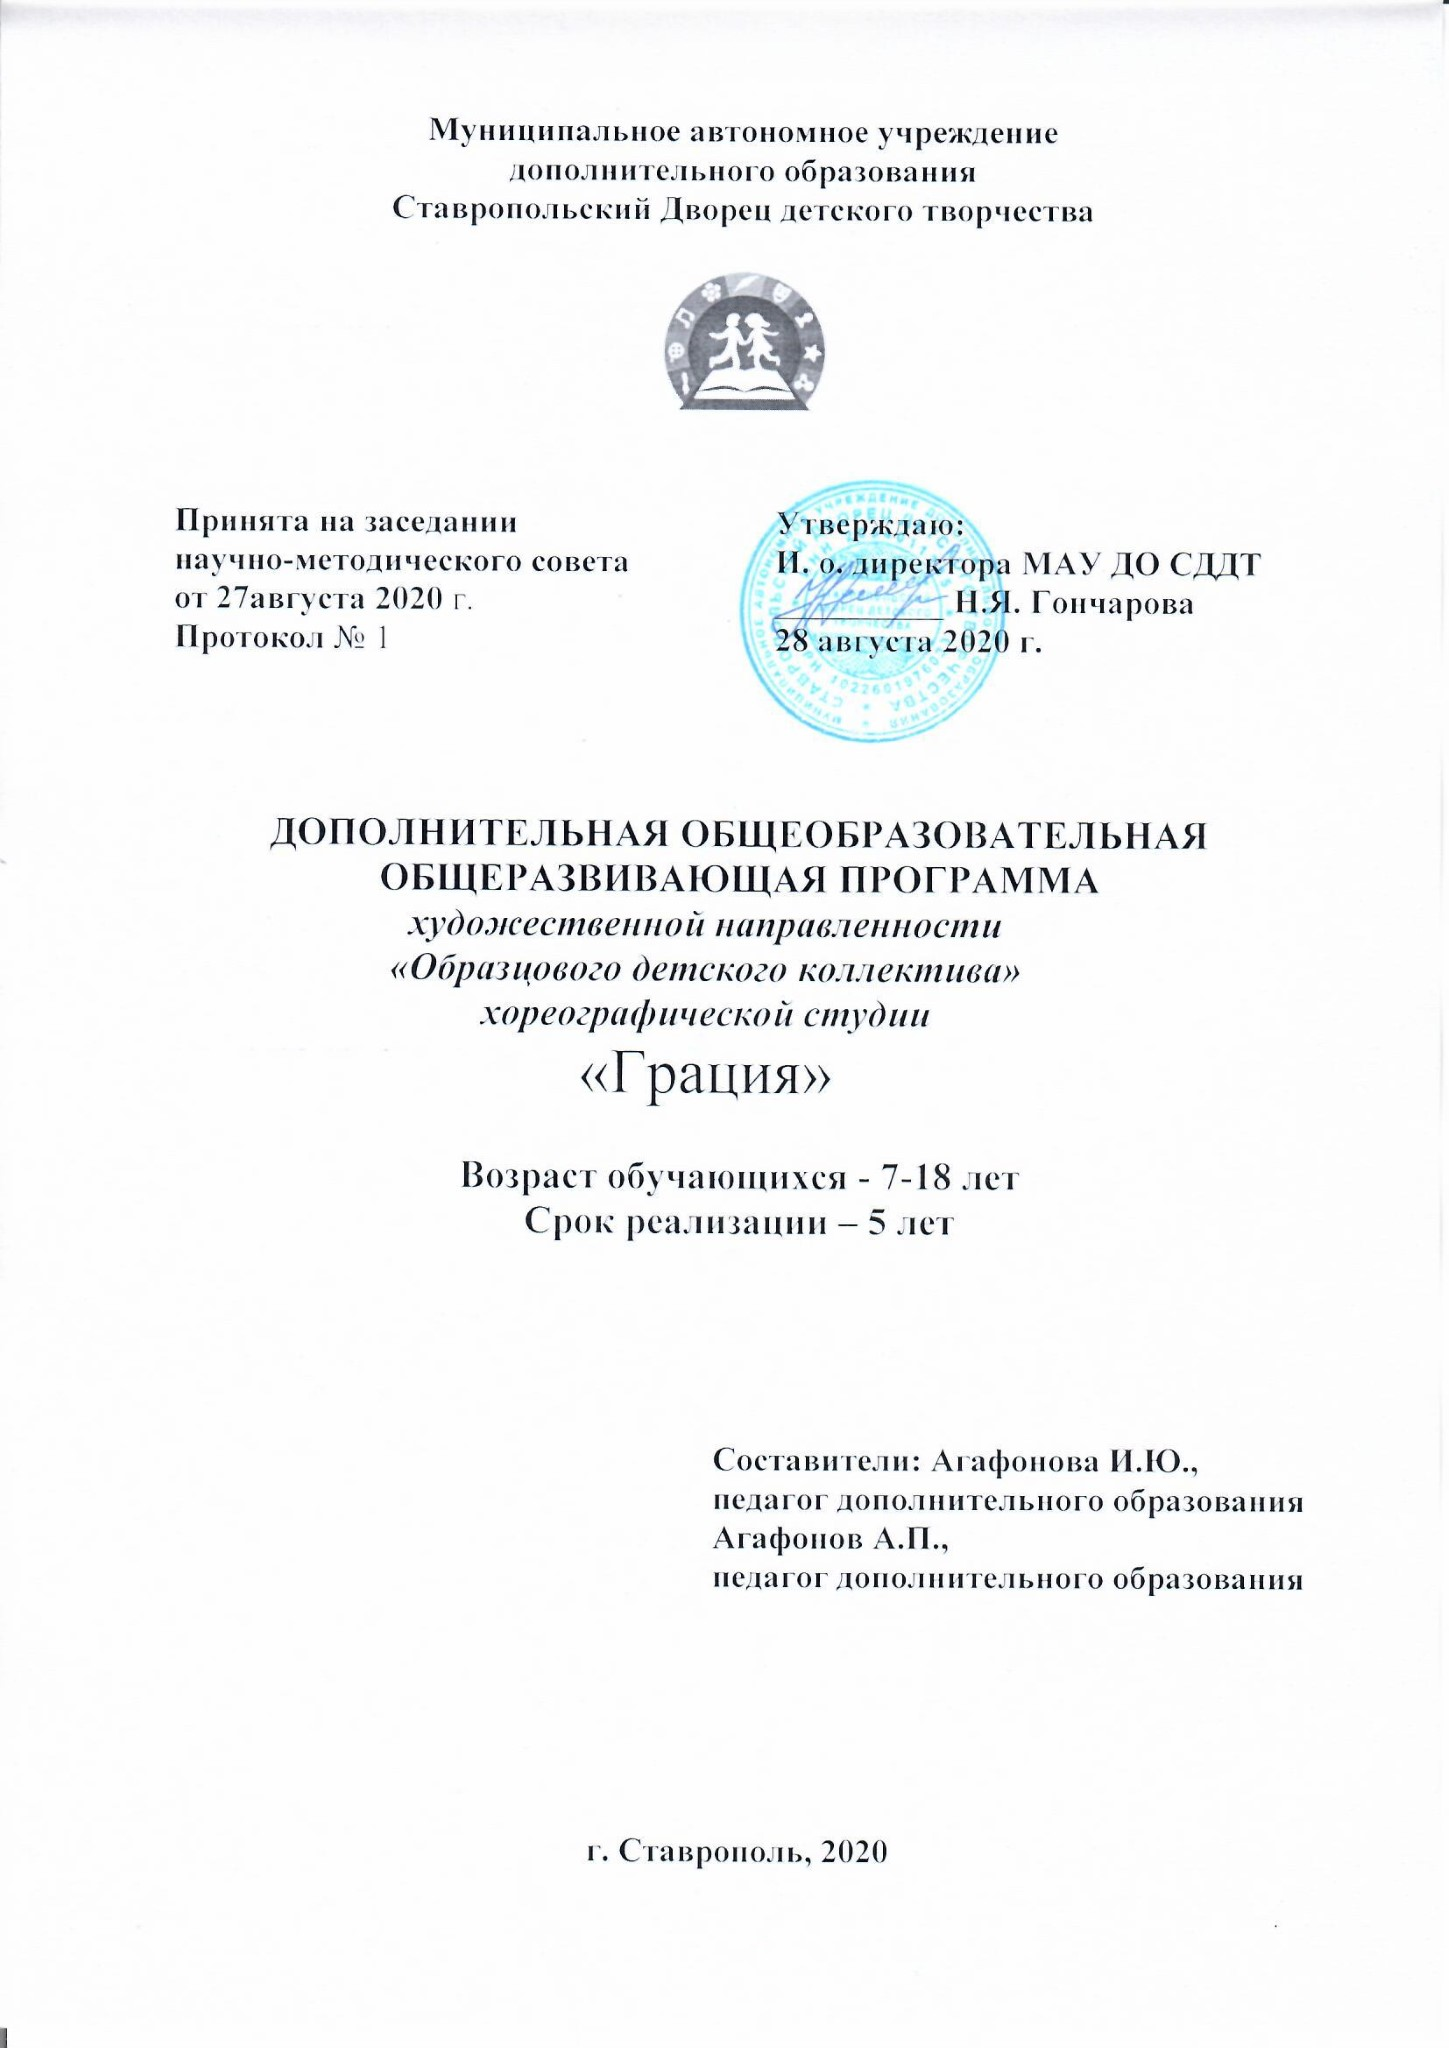 Муниципальное автономное учреждение
дополнительного образования
Ставропольский Дворец детского творчества
Принята на заседании
научно-методического совета
от 27августа 2020 г.
Протокол № 1
Утверждаю:
И. о. директора МАУ ДО СДДТ
__________ Н.Я. Гончарова
28 августа 2020 г.
ДОПОЛНИТЕЛЬНАЯ ОБЩЕОБРАЗОВАТЕЛЬНАЯ
ОБЩЕРАЗВИВАЮЩАЯ ПРОГРАММА
художественной направленности
«Образцового детского коллектива»
хореографической студии
«Грация»
Возраст обучающихся - 7-18 лет
Срок реализации – 5 лет
Составители: Агафонова И.Ю.,
педагог дополнительного образования
Агафонов А.П.,
педагог дополнительного образования
г. Ставрополь, 2020